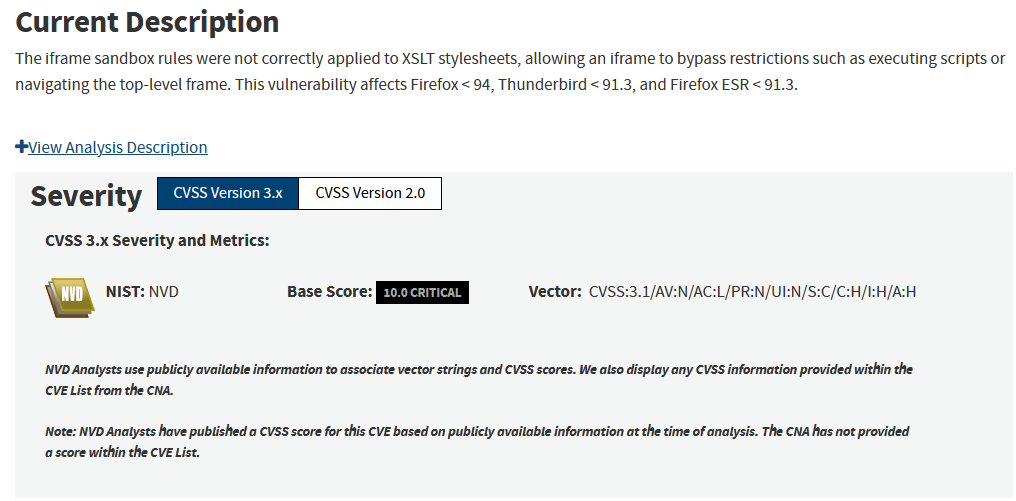 Current Description
The iframe sandbox rules were not correctly applied to XSLT stylesheets, allowing an iframe to bypass restrictions such as executing scripts or
navigating the top-level frame. This vulnerability affects Firefox < 94, Thunderbird < 91.3, and Firefox ESR < 91.3.
+View Analysis Description
Severity CVSS Version 3.x CVSS Version 2.0
CVSS 3.x Severity and Metrics:
NVD NIST: NVD Base Score: 10.0 CRITICAL Vector: CVSS:3.1/AV:N/AC:L/PR:N/UI:N/S:C/C:H/I:H/A:H
NVD Analysts use publicly available information to associate vector strings and CVSS scores. We also display any CVSS information provided within the
CVE List from the CNA.
Note: NVD Analysts have published a CVSS score for this CVE based on publicly available information at the time of analysis. The CNA has not provided
a score within the CVE List.